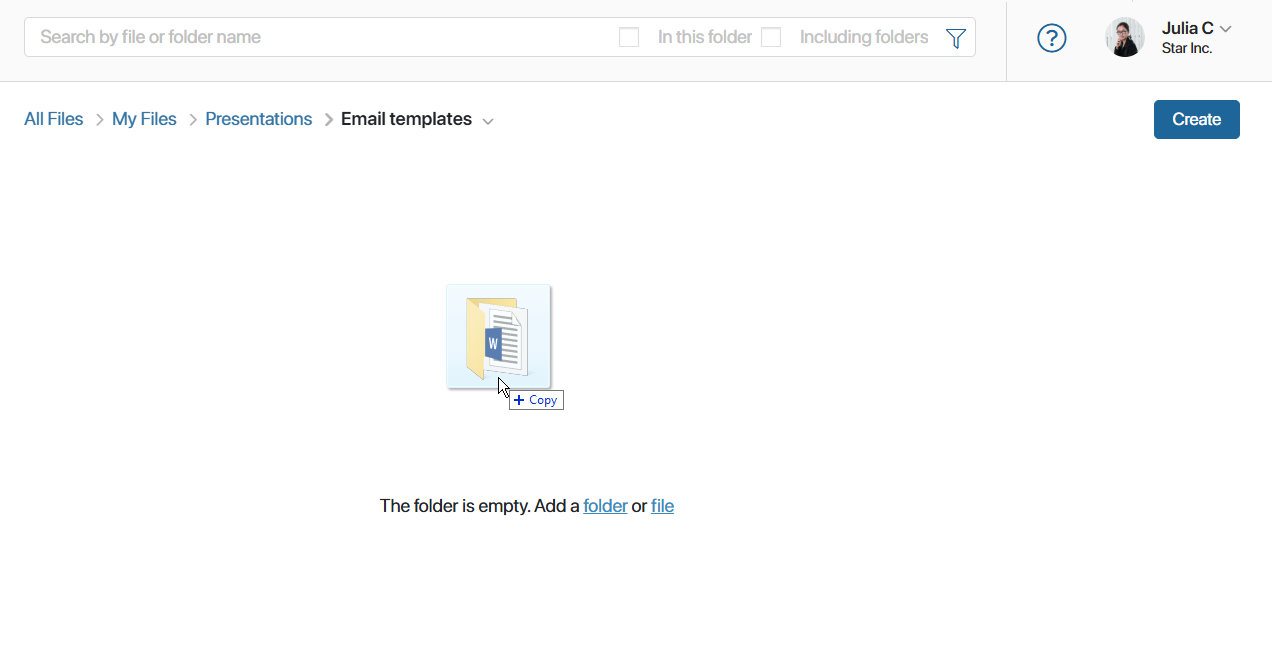 Search by file or folder name In this folder Including folders
?
Julia C
Star Inc.
All Files My Files Presentations Email templates
Create
W
+ Copy
The folder is empty. Add a folder or file